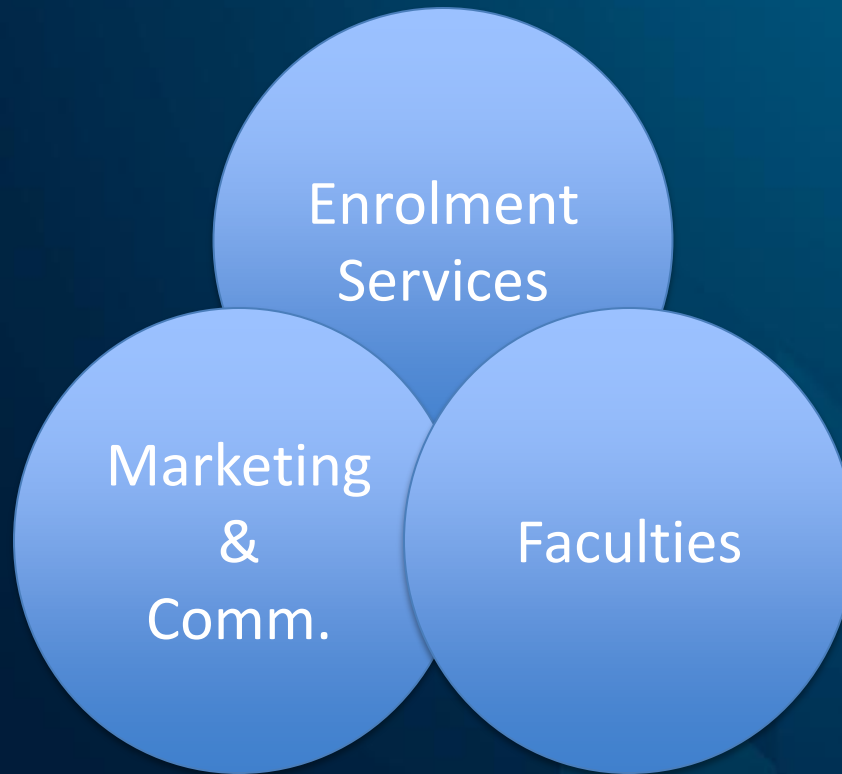 Enrolment
Services
Marketing
&
Comm.
Faculties